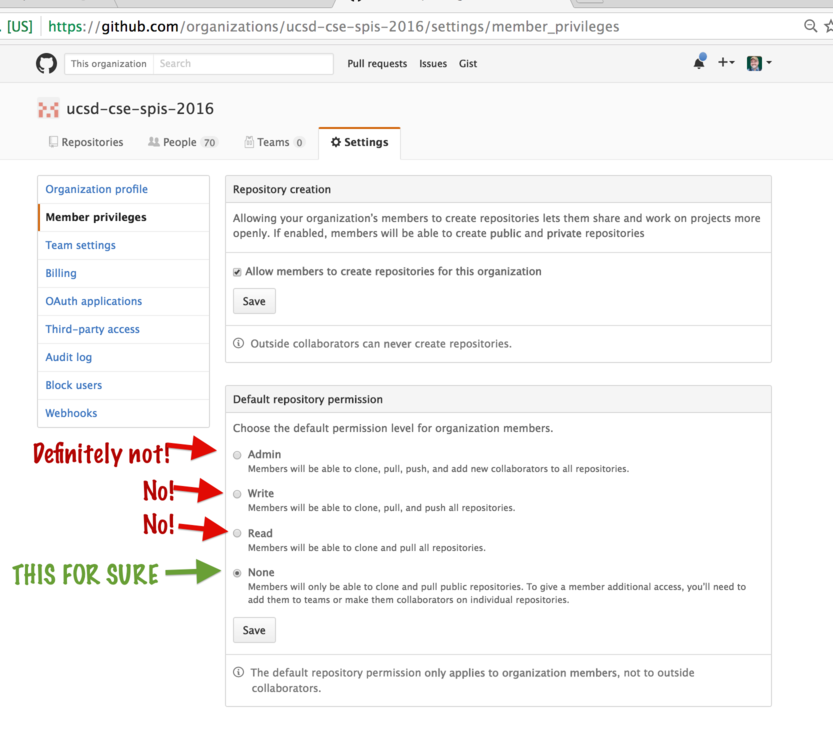 [US] https://github.com/organizations/ucsd-cse-spis-2016/settings/member_privileges
This organization Search Pull requests Issues Gist
ucsd-cse-spis-2016
Repositories People 70 Teams 0 Settings
Organization profile
Member privileges
Team settings
Billing
OAuth applications
Third-party access
Audit log
Block users
Webhooks
Repository creation
Allowing your organization's members to create repositories lets them share and work on projects more
openly. If enabled, members will be able to create public and private repositories
Allow members to create repositories for this organization
Save
Outside collaborators can never create repositories.
Default repository permission
Choose the default permission level for organization members.
Definitely not!
Admin
Members will be able to clone, pull, push, and add new collaborators to all repositories.
No!
Write
Members will be able to clone, pull, and push all repositories.
No!
Read
Members will be able to clone and pull all repositories.
THIS FOR SURE
None
Members will only be able to clone and pull public repositories. To give a member additional access, you'll need to
add them to teams or make them collaborators on individual repositories.
Save
The default repository permission only applies to organization members, not to outside
collaborators.